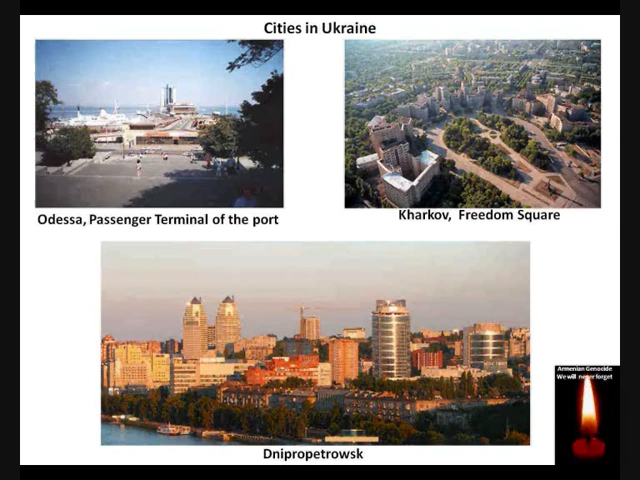 Cities in Ukraine
Odessa, Passenger Terminal of the port
Kharkov, Freedom Square
Dnipropetrowsk
Armenian Genocide
We will never forget